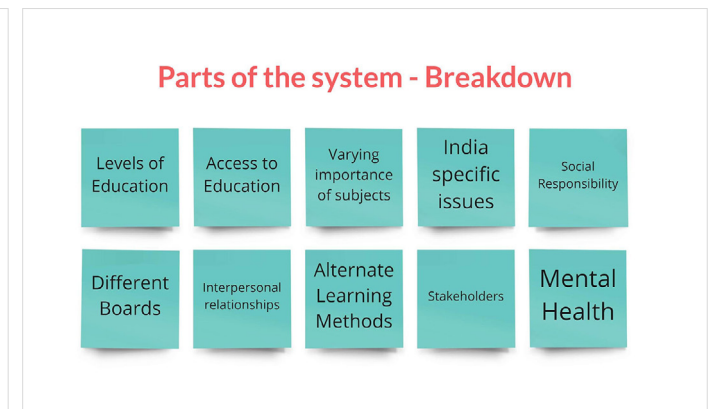 Parts of the system - Breakdown
Levels of
Education
Access to
Education
Varying
importance
of subjects
India
specific
issues
Social
Responsibility
Different
Boards
Interpersonal
relationships
Alternate
Learning
Methods
Stakeholders
Mental
Health